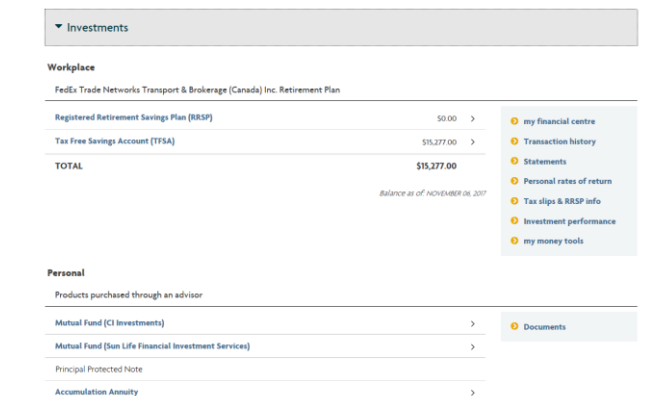 Investments
Workplace
FedEx Trade Networks Transport & Brokerage (Canada) Inc. Retirement Plan
Registered Retirement Savings Plan (RRSP) $0.00
Tax Free Savings Account (TFSA) $15,277.00
TOTAL $15,277.00
Balance as of: NOVEMBER 06, 2017
my financial centre
Transaction history
Statements
Personal rates of return
Tax slips & RRSP info
Investment performance
my money tools
Personal
Products purchased through an advisor
Mutual Fund (CI Investments)
Mutual Fund (Sun Life Financial Investment Services)
Principal Protected Note
Accumulation Annuity
Documents